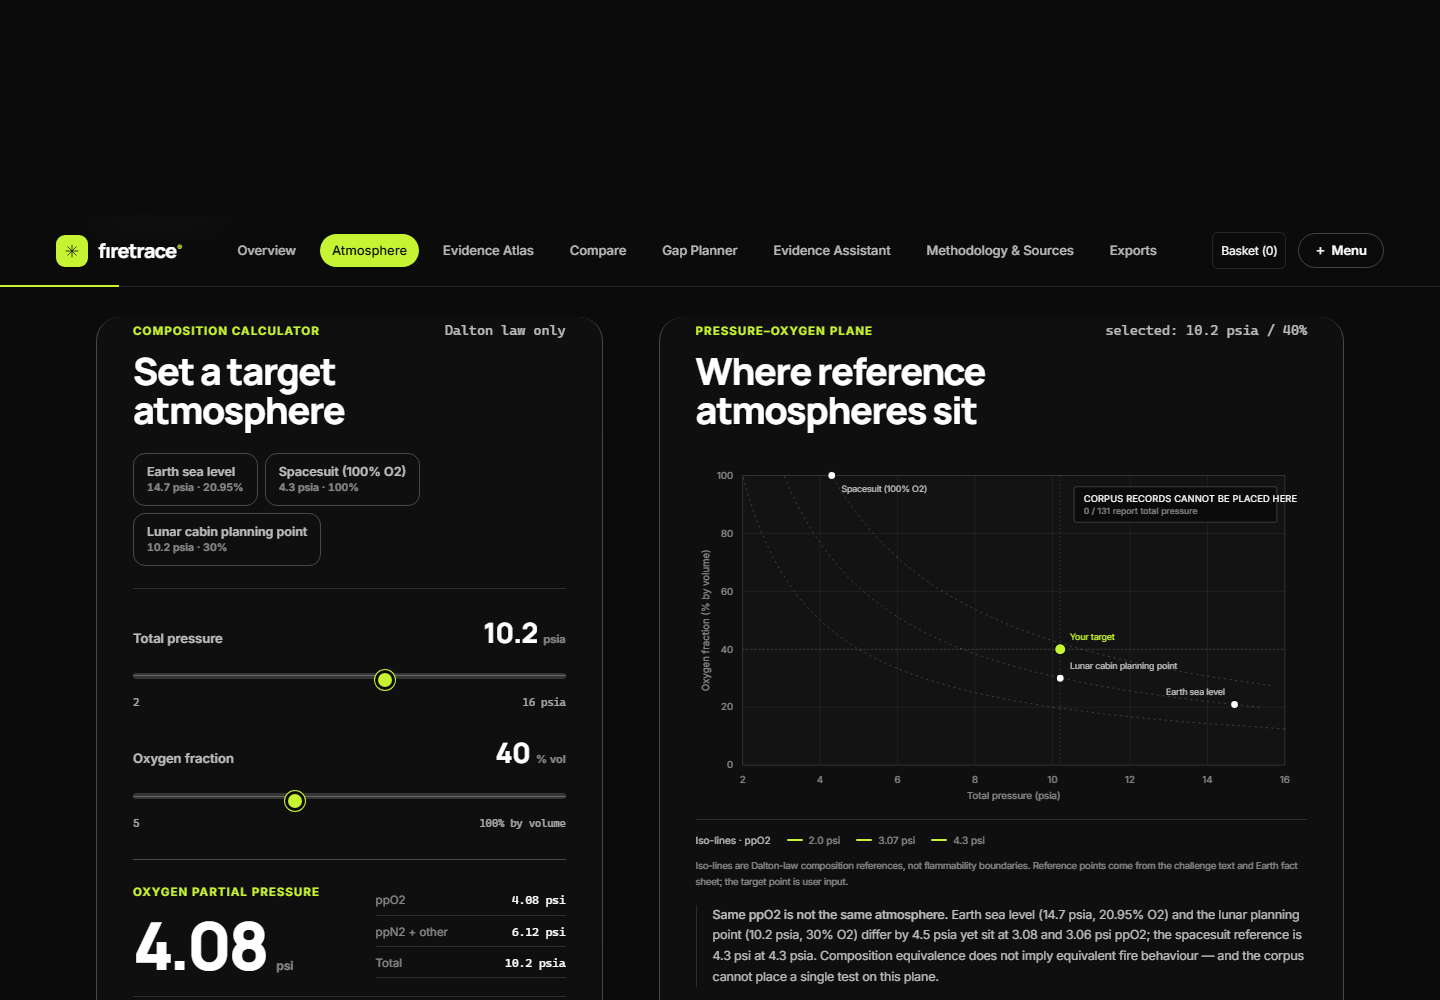 firetrace
Overview
Atmosphere
Evidence Atlas
Compare
Gap Planner
Evidence Assistant
Methodology & Sources
Exports
Basket (0)
+ Menu
COMPOSITION CALCULATOR
Dalton law only
Set a target
atmosphere
Earth sea level
14.7 psia · 20.95%
Spacesuit (100% O2)
4.3 psia · 100%
Lunar cabin planning point
10.2 psia · 30%
Total pressure
10.2 psia
2
16 psia
Oxygen fraction
40 % vol
5
100% by volume
OXYGEN PARTIAL PRESSURE
4.08 psi
ppO2 4.08 psi
ppN2 + other 6.12 psi
Total 10.2 psia
PRESSURE–OXYGEN PLANE
selected: 10.2 psia / 40%
Where reference
atmospheres sit
100
80
60
40
20
0
Oxygen fraction (% by volume)
Spacesuit (100% O2)
CORPUS RECORDS CANNOT BE PLACED HERE
0 / 131 report total pressure
Your target
Lunar cabin planning point
Earth sea level
2
4
6
8
10
12
14
16
Total pressure (psia)
Iso-lines · ppO2
2.0 psi
3.07 psi
4.3 psi
Iso-lines are Dalton-law composition references, not flammability boundaries. Reference points come from the challenge text and Earth fact
sheet; the target point is user input.
Same ppO2 is not the same atmosphere. Earth sea level (14.7 psia, 20.95% O2) and the lunar planning
point (10.2 psia, 30% O2) differ by 4.5 psia yet sit at 3.08 and 3.06 psi ppO2; the spacesuit reference is
4.3 psi at 4.3 psia. Composition equivalence does not imply equivalent fire behaviour — and the corpus
cannot place a single test on this plane.